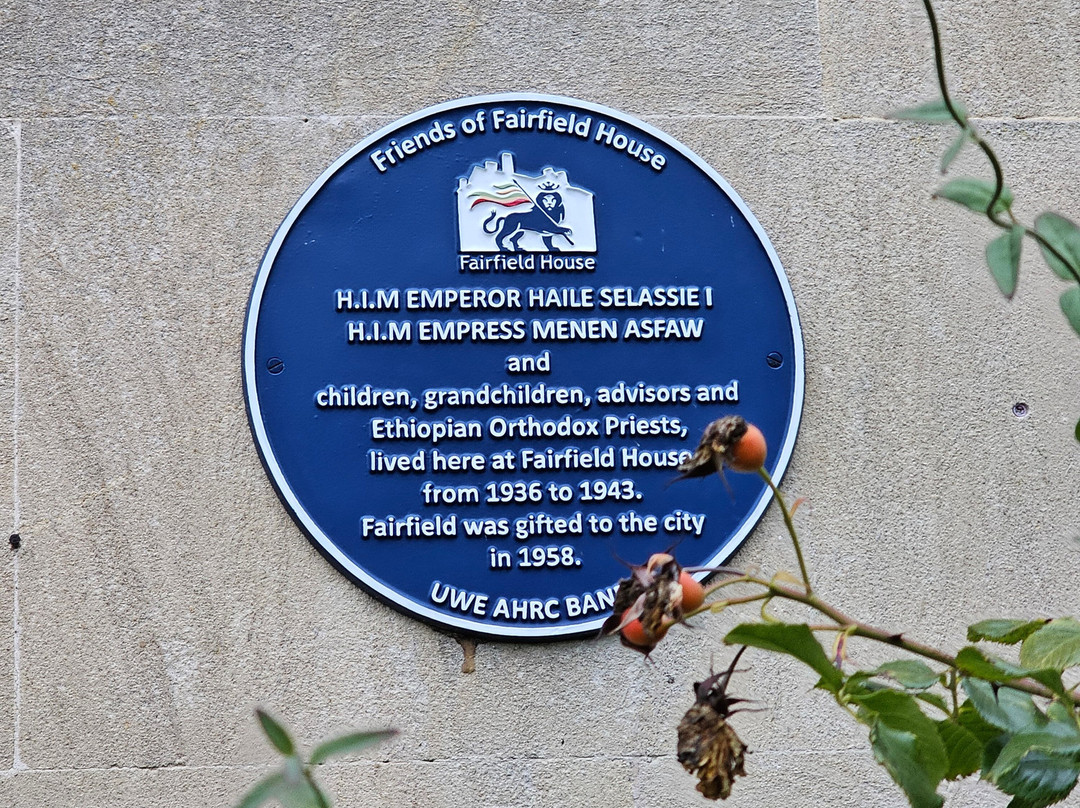 Friends of Fairfield House
Fairfield House
H.I.M EMPEROR HAILE SELASSIE I
H.I.M EMPRESS MENEN ASFAW
and
children, grandchildren, advisors and
Ethiopian Orthodox Priests,
lived here at Fairfield House
from 1936 to 1943.
Fairfield was gifted to the city
in 1958.
UWE AHRC